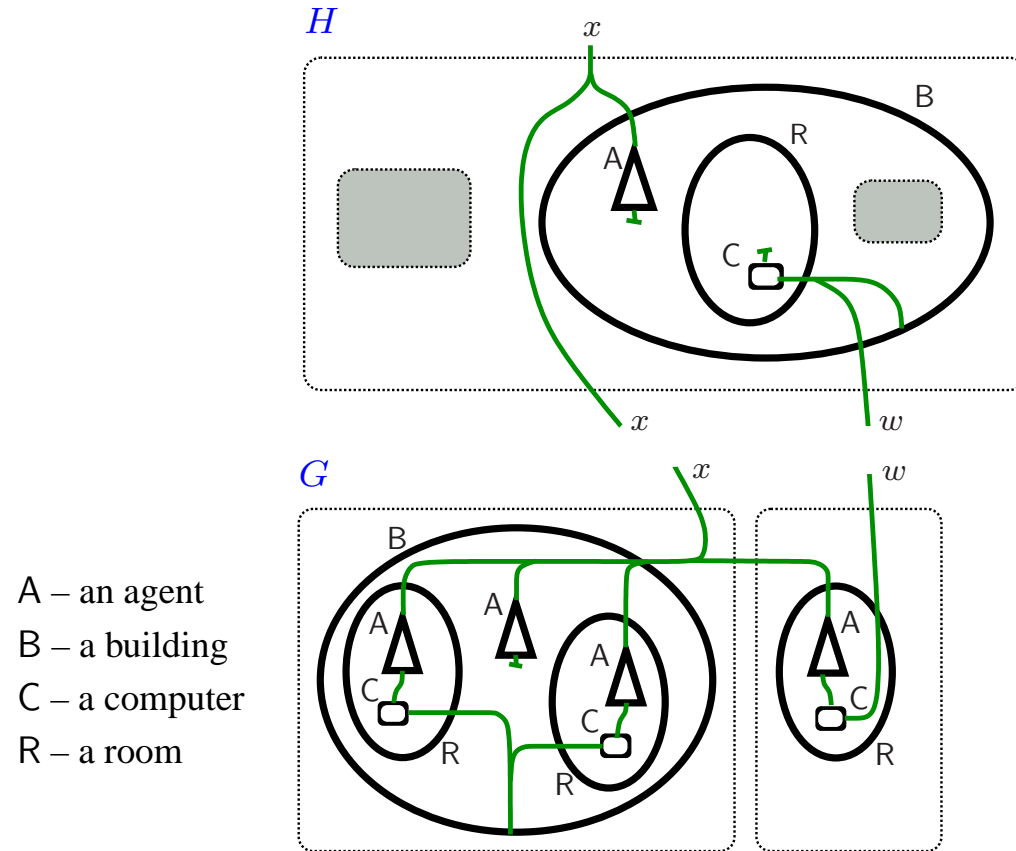 H
x
B
R
A
C
x
w
G
x
w
B
A
A
A
A
C
C
C
R
R
R
A – an agent
B – a building
C – a computer
R – a room